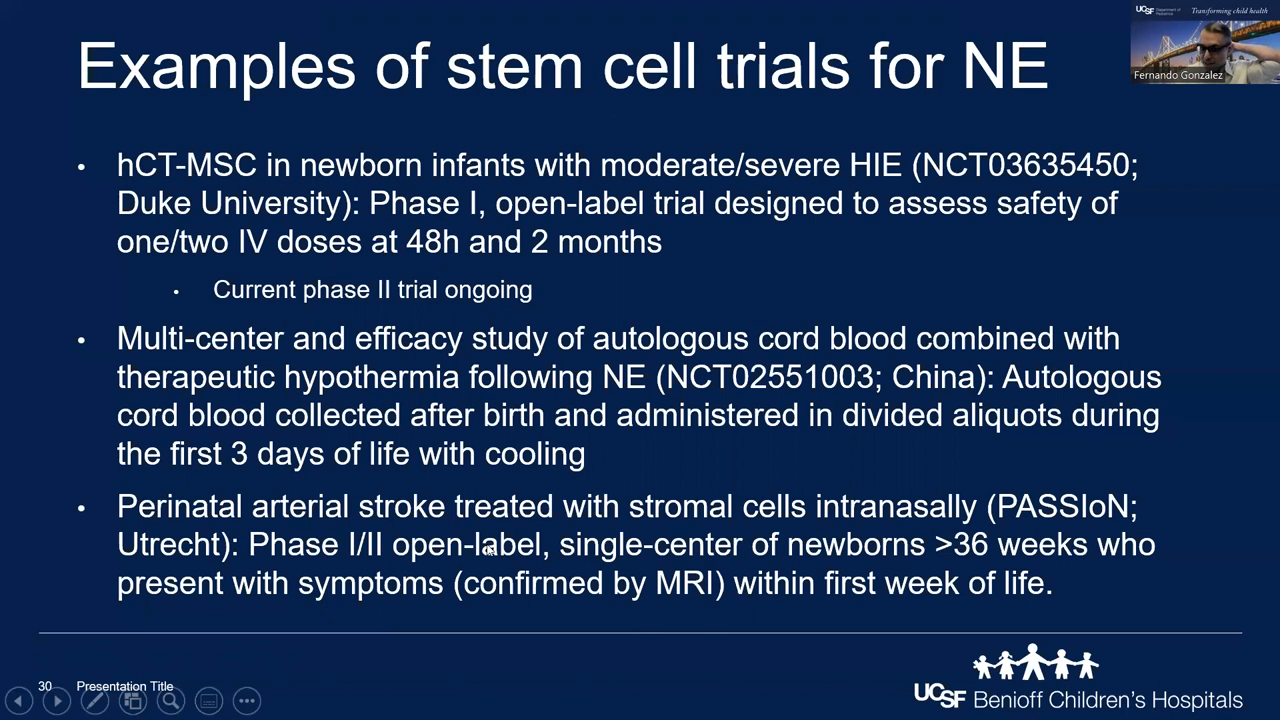 Examples of stem cell trials for NE
UCSF Department of Pediatrics Transforming child health
Fernando Gonzalez
• hCT-MSC in newborn infants with moderate/severe HIE (NCT03635450;
Duke University): Phase I, open-label trial designed to assess safety of
one/two IV doses at 48h and 2 months
• Current phase II trial ongoing
• Multi-center and efficacy study of autologous cord blood combined with
therapeutic hypothermia following NE (NCT02551003; China): Autologous
cord blood collected after birth and administered in divided aliquots during
the first 3 days of life with cooling
• Perinatal arterial stroke treated with stromal cells intranasally (PASSIoN;
Utrecht): Phase I/II open-label, single-center of newborns >36 weeks who
present with symptoms (confirmed by MRI) within first week of life.
30 Presentation Title
UCSF Benioff Children's Hospitals